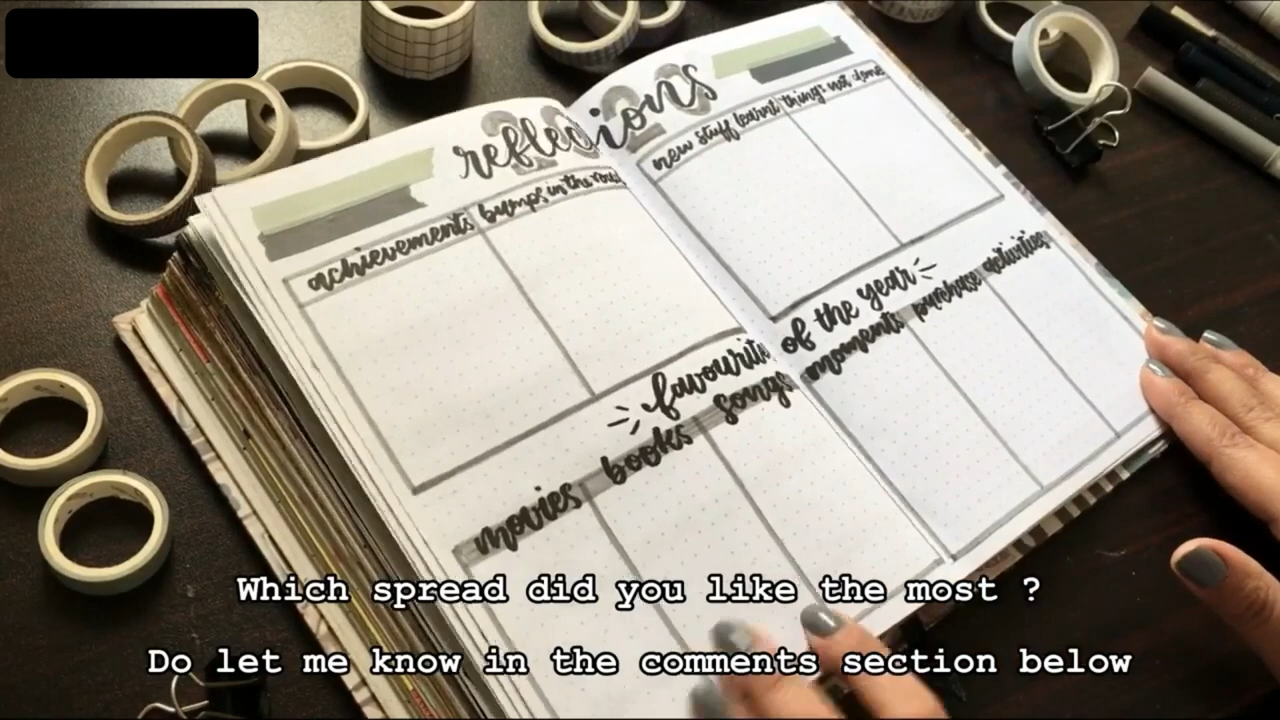 2020
reflections
achievements bumps in the road
new stuff learnt things not done
favourite of the year
movies books songs
moments purchase activities
Which spread did you like the most ?
Do let me know in the comments section below